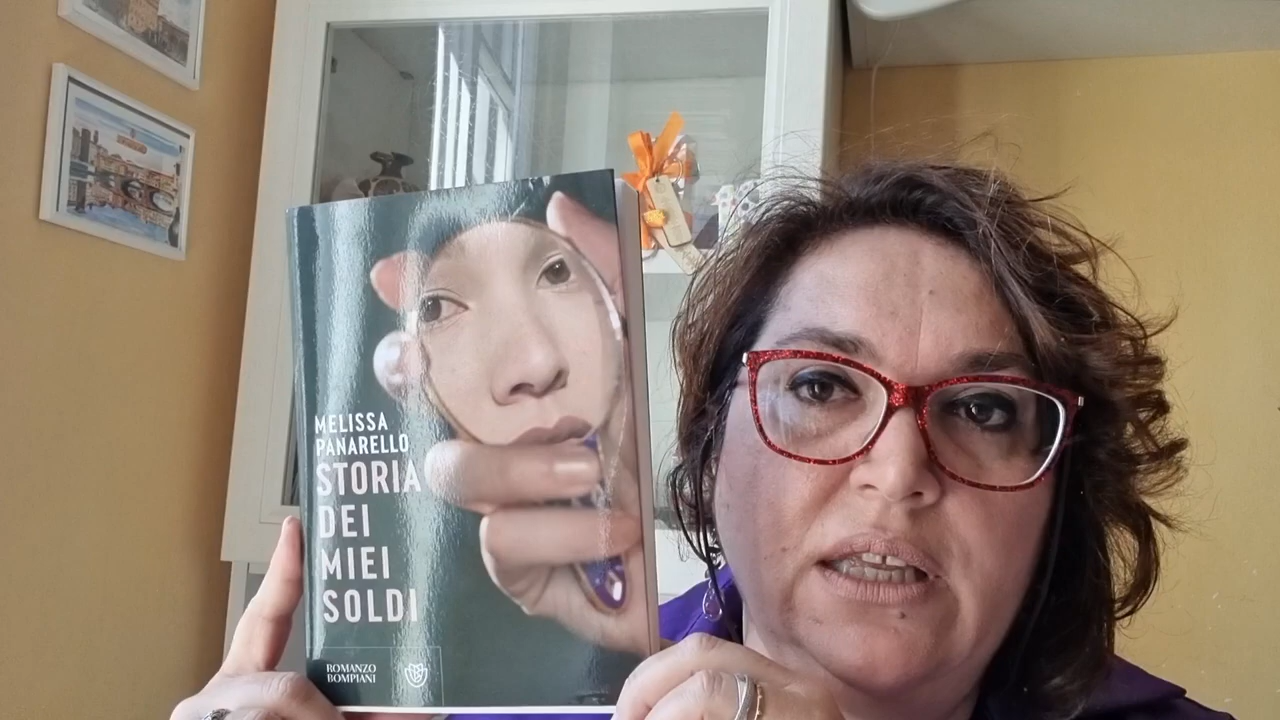 MELISSA
PANARELLO
STORIA
DEI
MIEI
SOLDI
ROMANZO
BOMPIANI